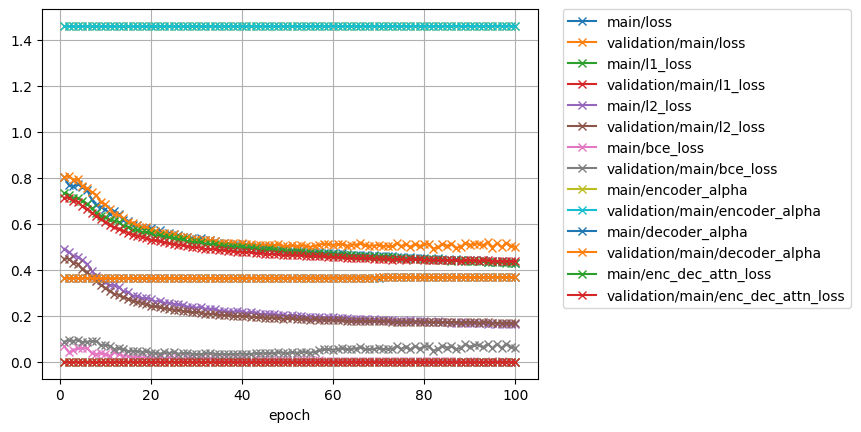 1.4
1.2
1.0
0.8
0.6
0.4
0.2
0.0
0
20
40
60
80
100
epoch
main/loss
validation/main/loss
main/l1_loss
validation/main/l1_loss
main/l2_loss
validation/main/l2_loss
main/bce_loss
validation/main/bce_loss
main/encoder_alpha
validation/main/encoder_alpha
main/decoder_alpha
validation/main/decoder_alpha
main/enc_dec_attn_loss
validation/main/enc_dec_attn_loss